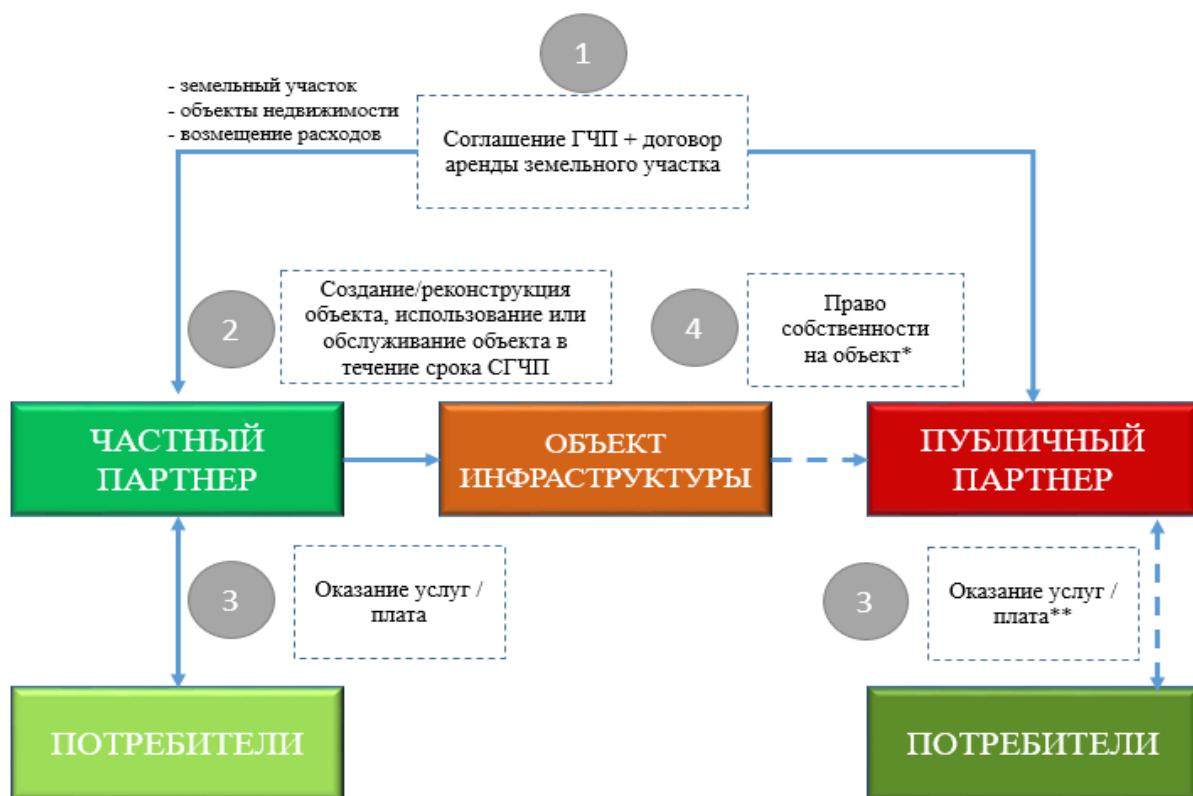 1
- земельный участок
- объекты недвижимости
- возмещение расходов
Соглашение ГЧП + договор
аренды земельного участка
2
Создание/реконструкция
объекта, использование или
обслуживание объекта в
течение срока СГЧП
4
Право
собственности
на объект*
ЧАСТНЫЙ
ПАРТНЕР
ОБЪЕКТ
ИНФРАСТРУКТУРЫ
ПУБЛИЧНЫЙ
ПАРТНЕР
3
Оказание услуг /
плата
3
Оказание услуг /
плата**
ПОТРЕБИТЕЛИ
ПОТРЕБИТЕЛИ